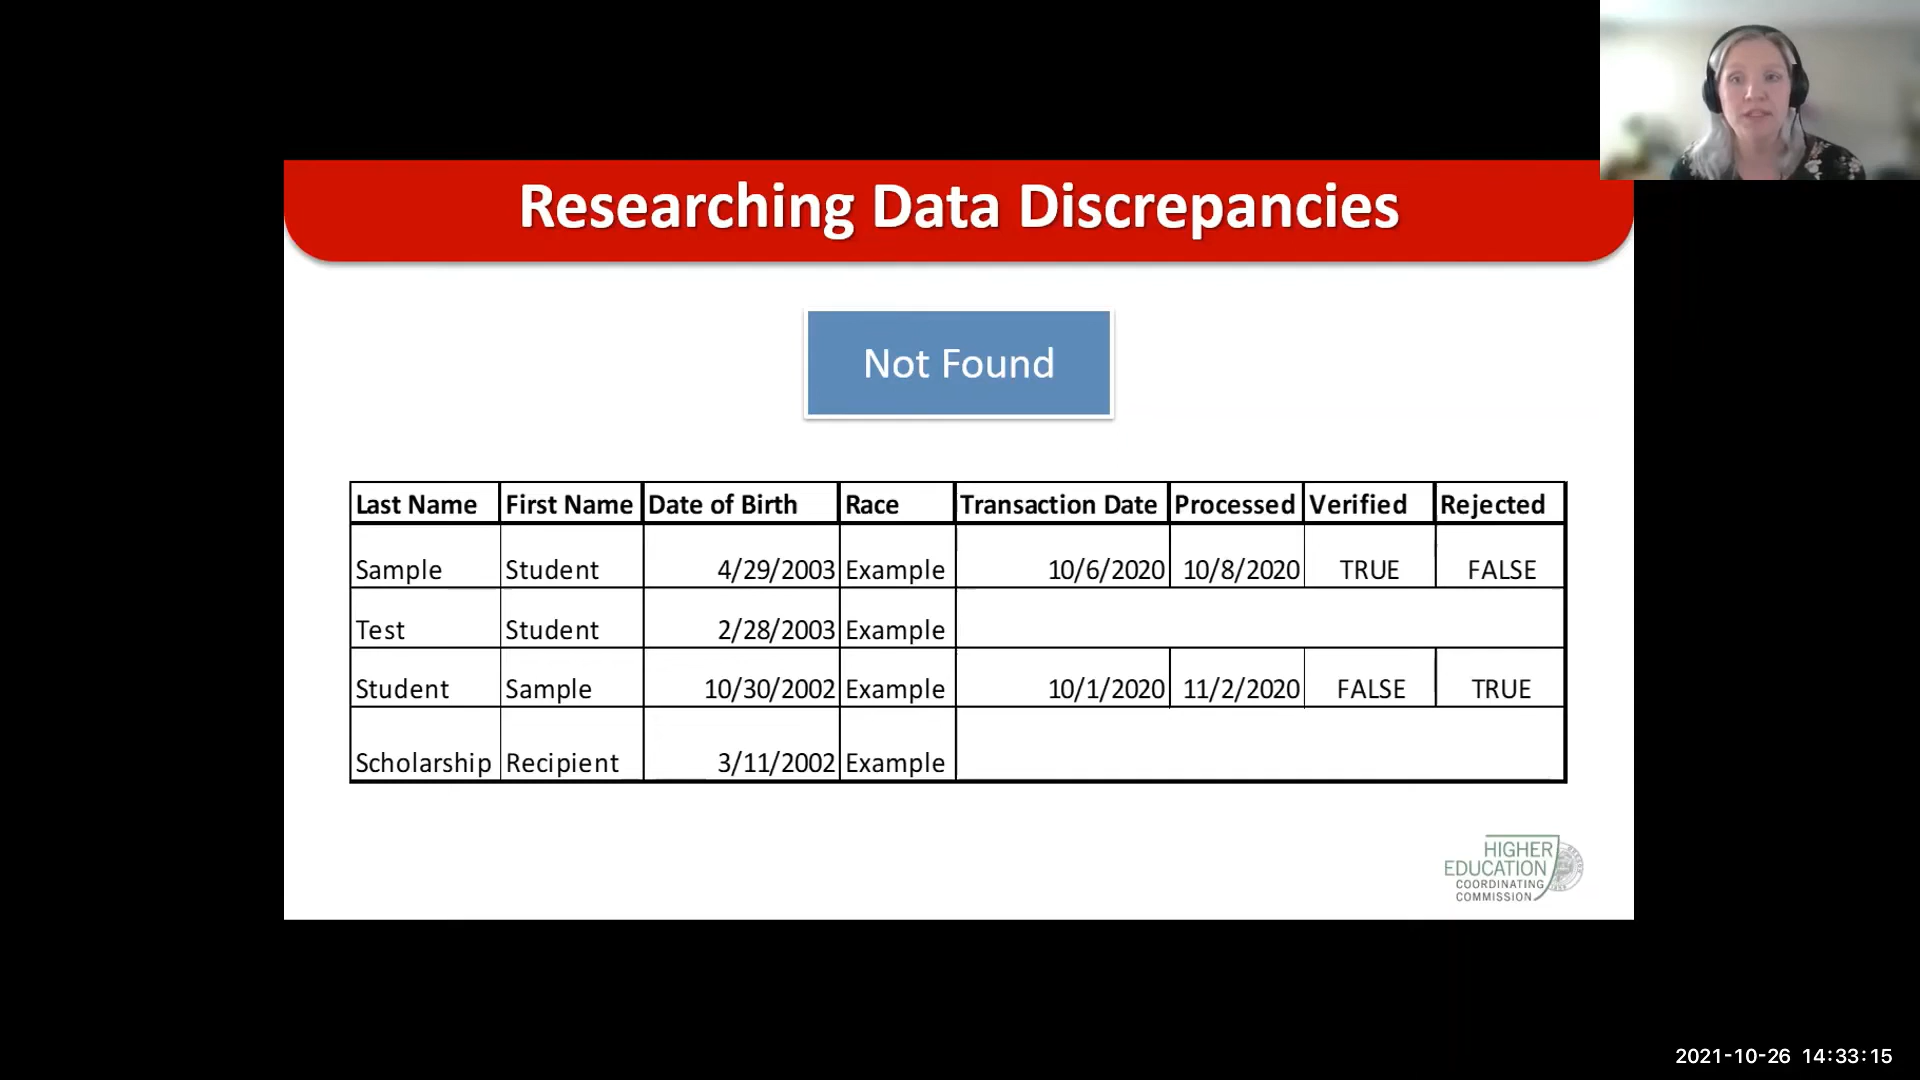 Researching Data Discrepancies
Not Found
Last Name First Name Date of Birth Race Transaction Date Processed Verified Rejected
Sample Student 4/29/2003 Example 10/6/2020 10/8/2020 TRUE FALSE
Test Student 2/28/2003 Example
Student Sample 10/30/2002 Example 10/1/2020 11/2/2020 FALSE TRUE
Scholarship Recipient 3/11/2002 Example
HIGHER
EDUCATION
COORDINATING
COMMISSION
2021-10-26 14:33:15